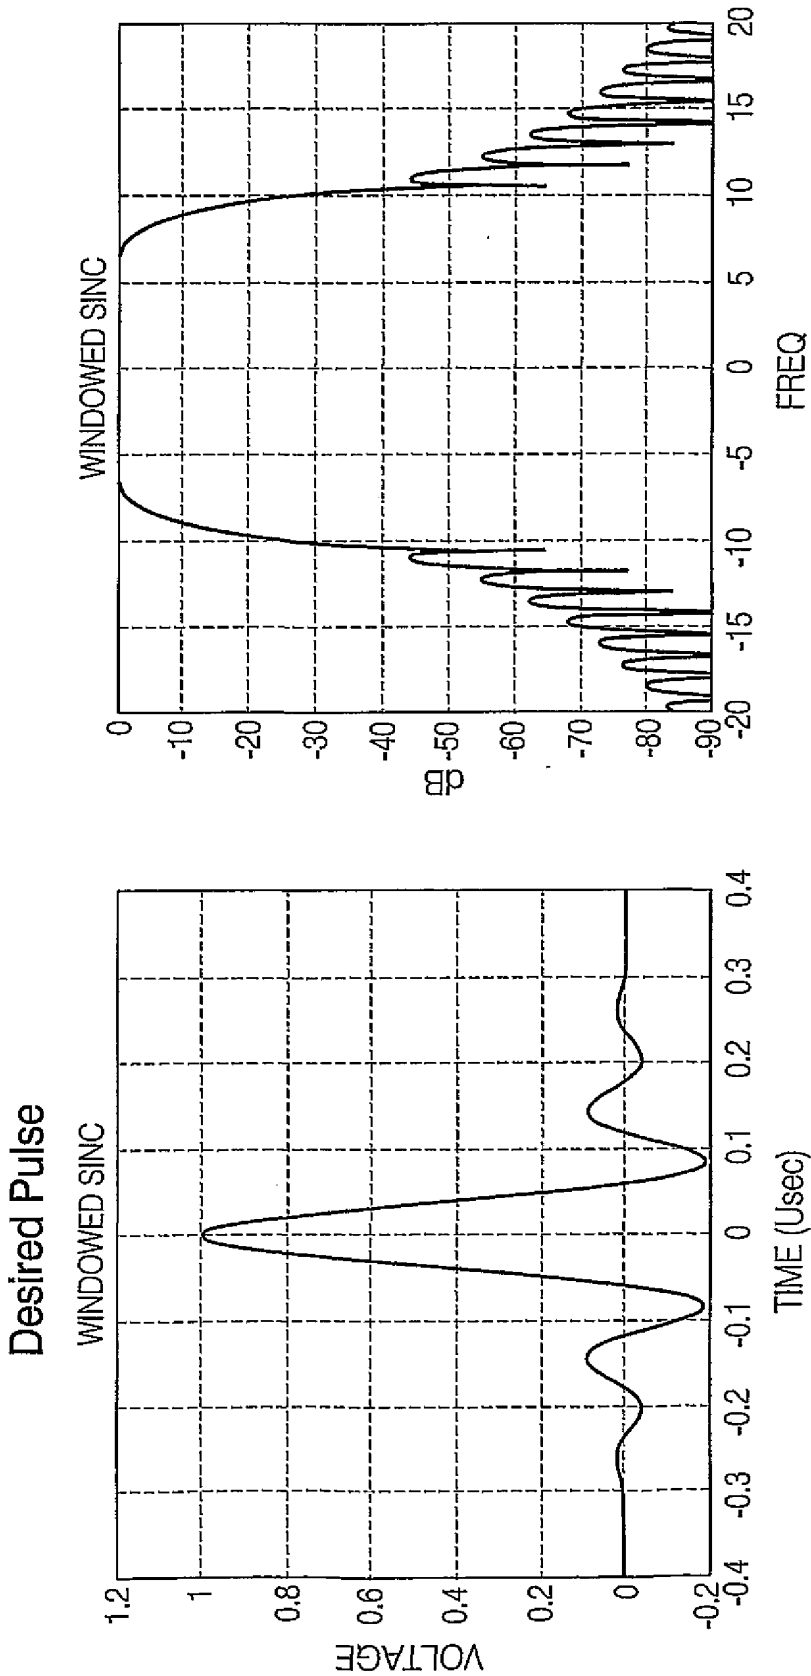 Desired Pulse
WINDOWED SINC
VOLTAGE
1.2
1
0.8
0.6
0.4
0.2
0
-0.2
-0.4 -0.3 -0.2 -0.1 0 0.1 0.2 0.3 0.4
TIME (Usec)
WINDOWED SINC
dB
0
-10
-20
-30
-40
-50
-60
-70
-80
-90
-20 -15 -10 -5 0 5 10 15 20
FREQ